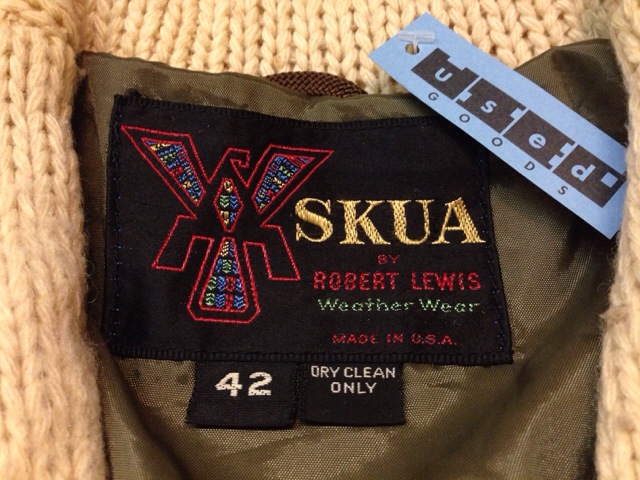 used
GOODS
SKUA
BY
ROBERT LEWIS
Weather Wear
MADE IN U.S.A.
42
DRY CLEAN
ONLY